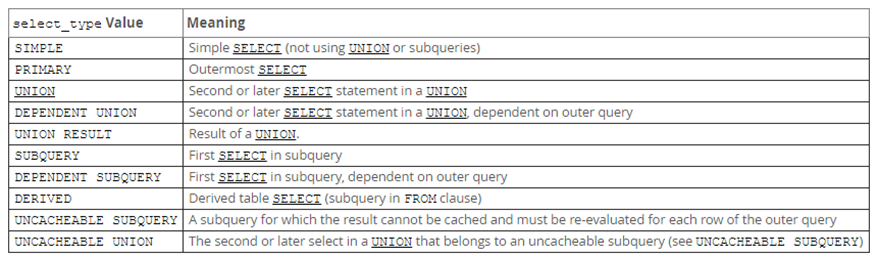 select_type Value Meaning
SIMPLE Simple SELECT (not using UNION or subqueries)
PRIMARY Outermost SELECT
UNION Second or later SELECT statement in a UNION
DEPENDENT UNION Second or later SELECT statement in a UNION, dependent on outer query
UNION RESULT Result of a UNION.
SUBQUERY First SELECT in subquery
DEPENDENT SUBQUERY First SELECT in subquery, dependent on outer query
DERIVED Derived table SELECT (subquery in FROM clause)
UNCACHEABLE SUBQUERY A subquery for which the result cannot be cached and must be re-evaluated for each row of the outer query
UNCACHEABLE UNION The second or later select in a UNION that belongs to an uncacheable subquery (see UNCACHEABLE SUBQUERY)